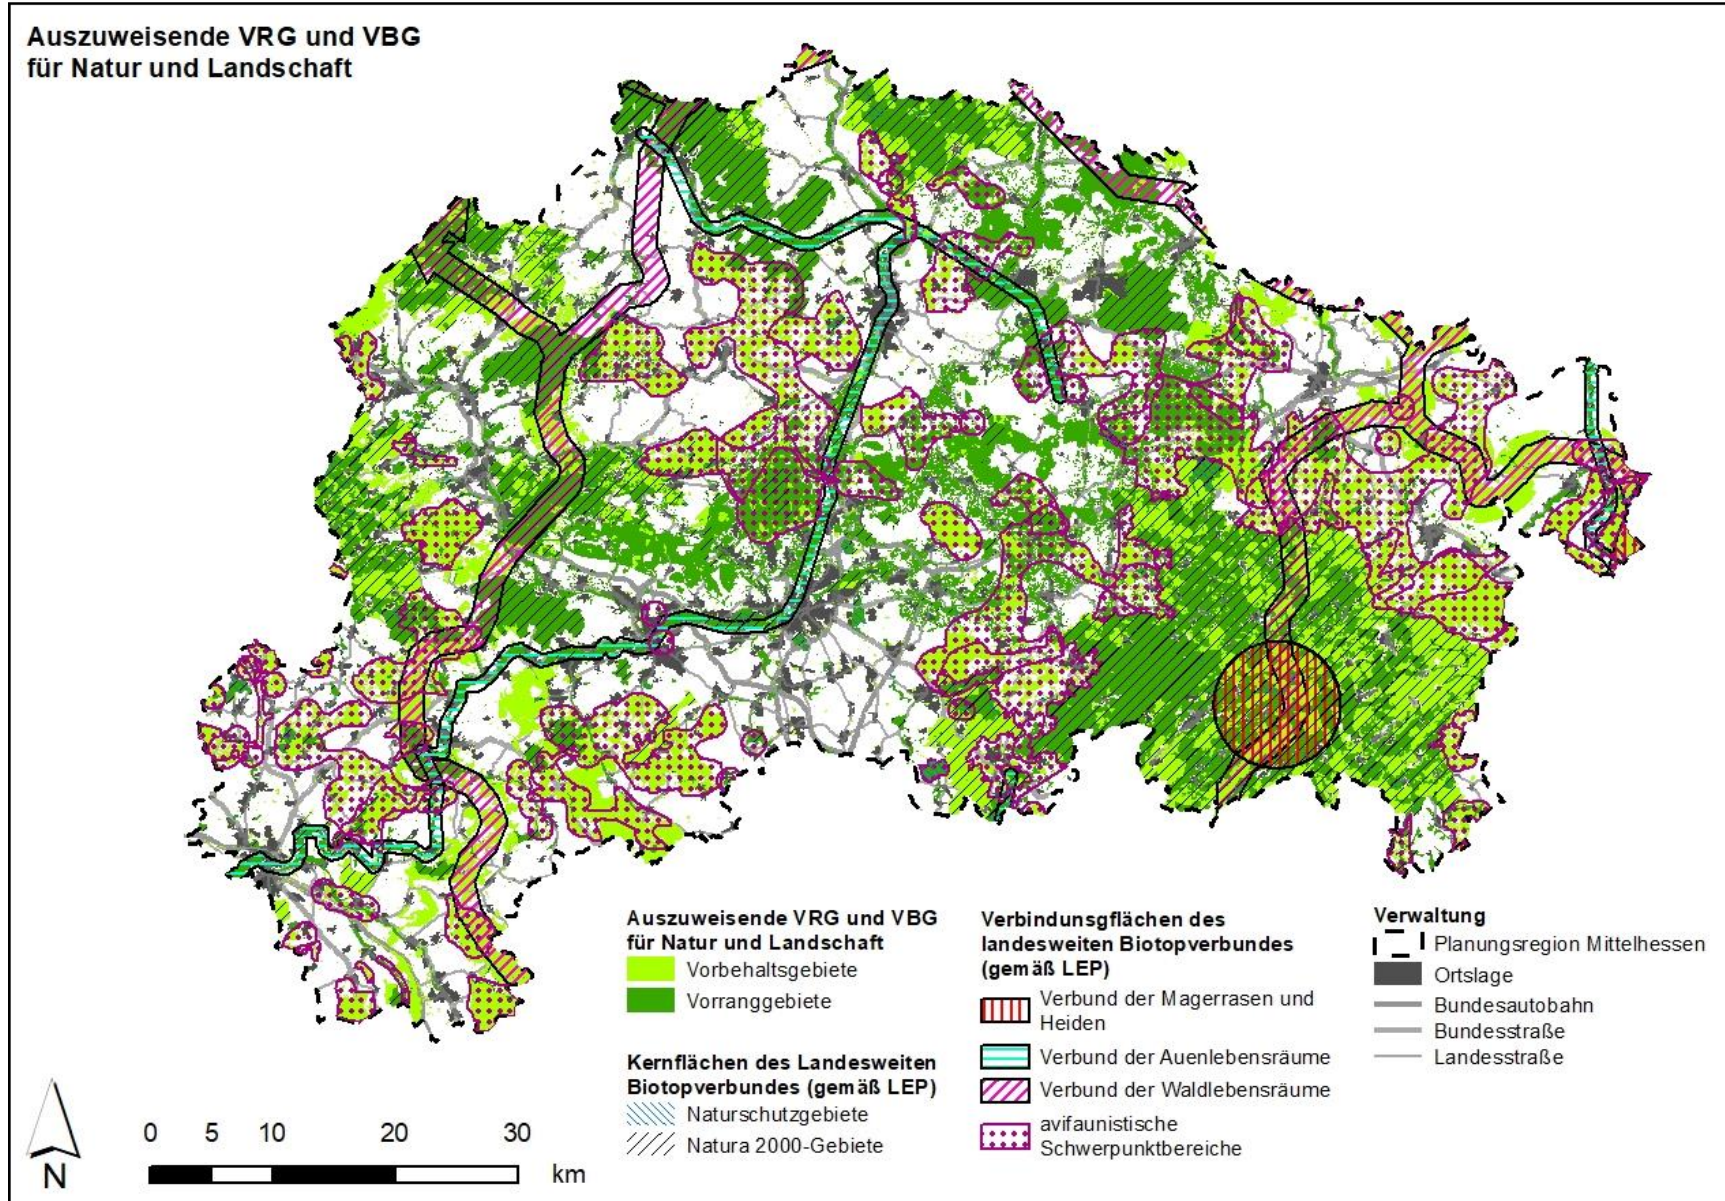 Auszuweisende VRG und VBG
für Natur und Landschaft
Auszuweisende VRG und VBG
für Natur und Landschaft
Vorbehaltsgebiete
Vorranggebiete
Kernflächen des Landesweiten
Biotopverbundes (gemäß LEP)
Naturschutzgebiete
Natura 2000-Gebiete
Verbindunsgflächen des
landesweiten Biotopverbundes
(gemäß LEP)
Verbund der Magerrasen und
Heiden
Verbund der Auenlebensräume
Verbund der Waldlebensräume
avifaunistische
Schwerpunktbereiche
Verwaltung
Planungsregion Mittelhessen
Ortslage
Bundesautobahn
Bundesstraße
Landesstraße
N
0 5 10 20 30
km